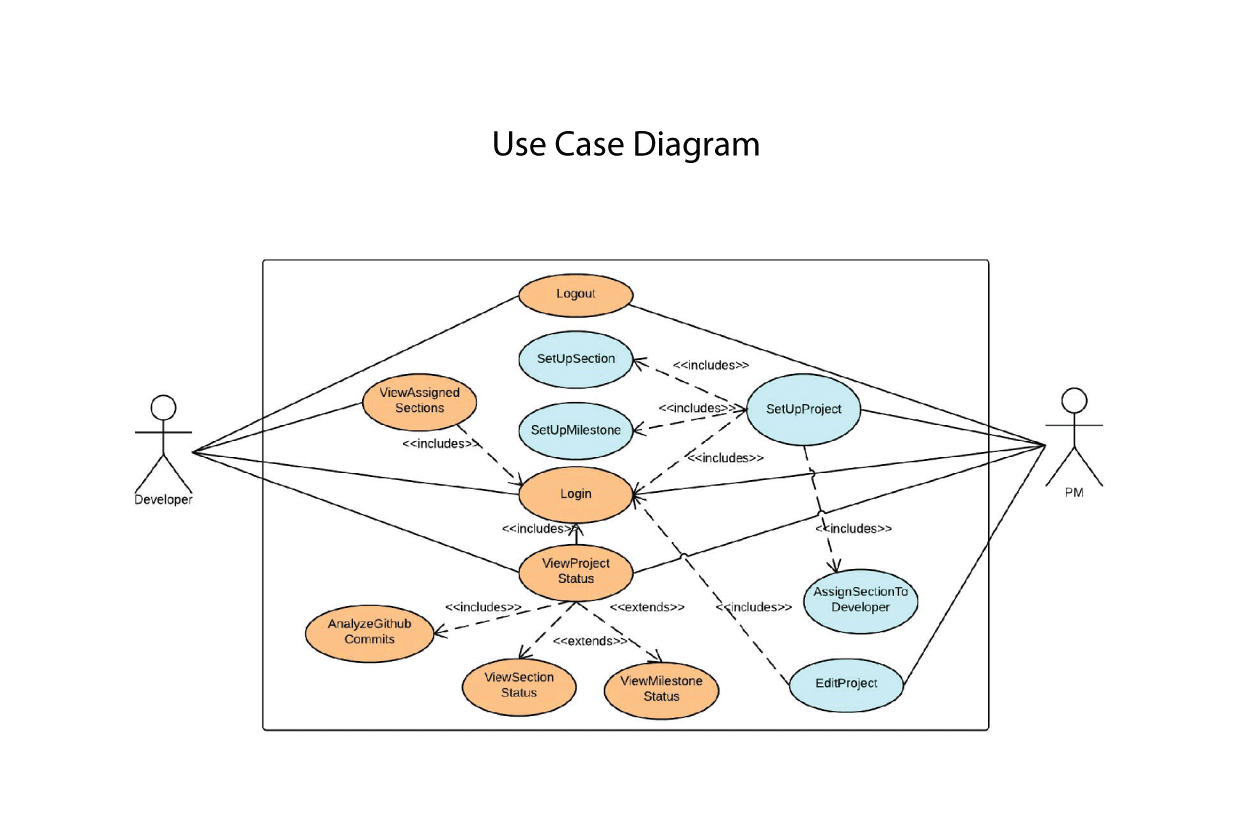 Use Case Diagram
Logout
SetUpSection
<<includes>>
ViewAssigned
Sections
SetUpProject
<<includes>>
SetUpMilestone
<<includes>>
<<includes>>
Login
Developer
PM
<<includes>>
<<includes>>
ViewProject
Status
AssignSectionTo
Developer
<<includes>>
<<extends>>
<<includes>>
AnalyzeGithub
Commits
<<extends>>
ViewSection
Status
ViewMilestone
Status
EditProject